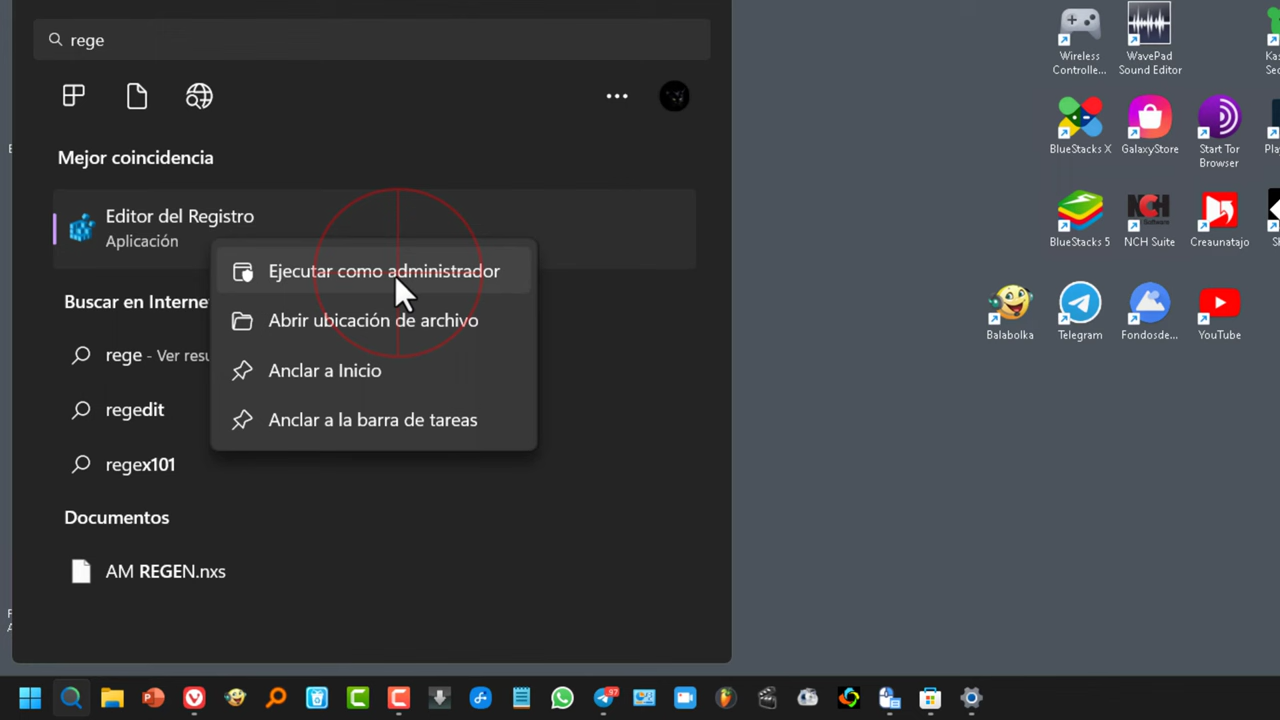 rege
Mejor coincidencia
Editor del Registro
Aplicación
Ejecutar como administrador
Abrir ubicación de archivo
Anclar a Inicio
Anclar a la barra de tareas
Buscar en Interne
rege - Ver resu
regedit
regex101
Documentos
AM REGEN.nxs
Wireless
Controlle...
WavePad
Sound Editor
BlueStacks X
GalaxyStore
Start Tor
Browser
BlueStacks 5
NCH Suite
Creaunatajo
Balabolka
Telegram
Fondosde...
YouTube